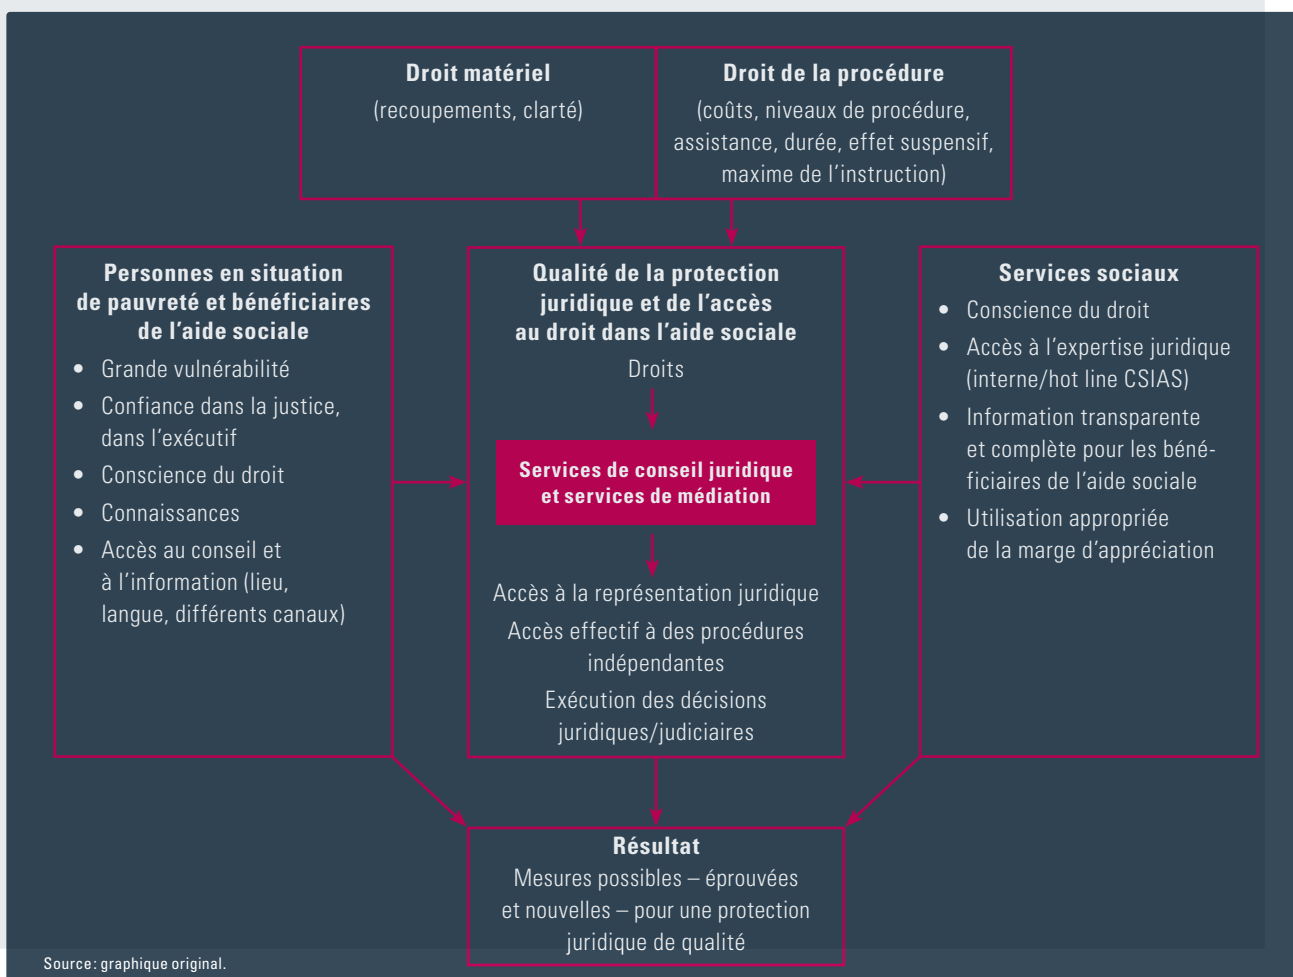 Droit matériel
(recoupements, clarté)
Droit de la procédure
(coûts, niveaux de procédure,
assistance, durée, effet suspensif,
maxime de l'instruction)
Personnes en situation
de pauvreté et bénéficiaires
de l'aide sociale
• Grande vulnérabilité
• Confiance dans la justice,
dans l'exécutif
• Conscience du droit
• Connaissances
• Accès au conseil et
à l'information (lieu,
langue, différents canaux)
Qualité de la protection
juridique et de l'accès
au droit dans l'aide sociale
Droits
Services de conseil juridique
et services de médiation
Accès à la représentation juridique
Accès effectif à des procédures
indépendantes
Exécution des décisions
juridiques/judiciaires
Services sociaux
• Conscience du droit
• Accès à l'expertise juridique
(interne/hot line CSIAS)
• Information transparente
et complète pour les béné-
ficiaires de l'aide sociale
• Utilisation appropriée
de la marge d'appréciation
Résultat
Mesures possibles – éprouvées
et nouvelles – pour une protection
juridique de qualité
Source: graphique original.